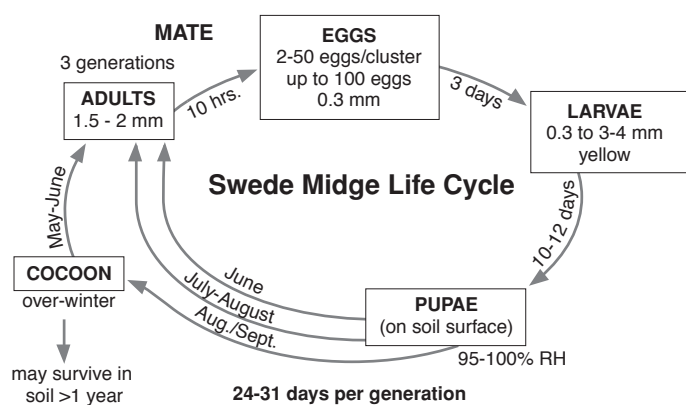 MATE
3 generations
ADULTS
1.5 - 2 mm
10 hrs.
EGGS
2-50 eggs/cluster
up to 100 eggs
0.3 mm
3 days
LARVAE
0.3 to 3-4 mm
yellow
Swede Midge Life Cycle
10-12 days
May-June
COCOON
over-winter
may survive in
soil >1 year
June
July-August
Aug./Sept.
PUPAE
(on soil surface)
95-100% RH
24-31 days per generation